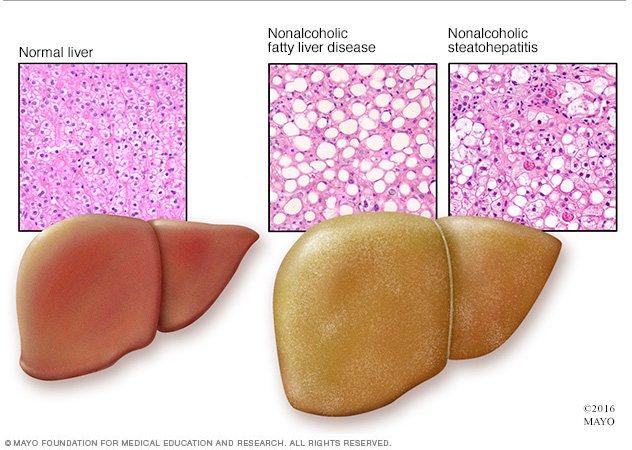 Normal liver
Nonalcoholic
fatty liver disease
Nonalcoholic
steatohepatitis
©2016
MAYO
© MAYO FOUNDATION FOR MEDICAL EDUCATION AND RESEARCH. ALL RIGHTS RESERVED.